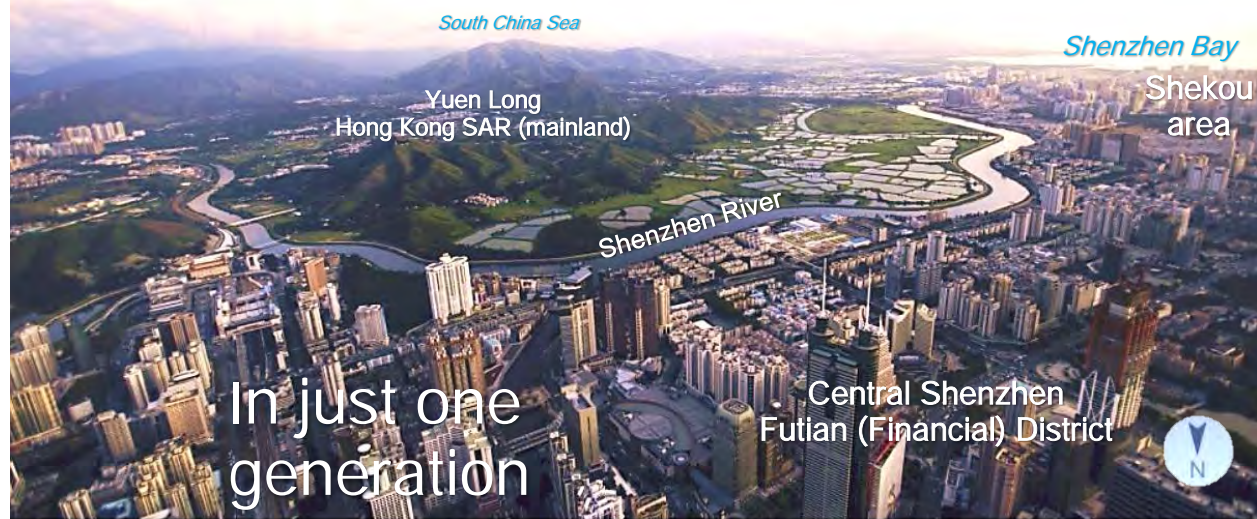 South China Sea
Shenzhen Bay
Shekou
area
Yuen Long
Hong Kong SAR (mainland)
Shenzhen River
Central Shenzhen
Futian (Financial) District
In just one
generation
N